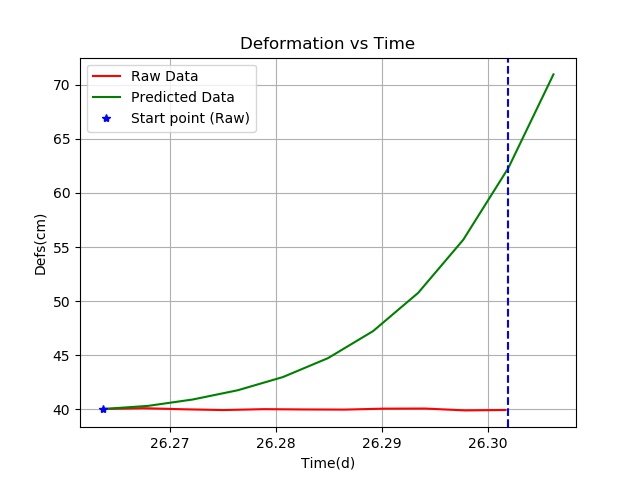 Deformation vs Time
Raw Data
Predicted Data
Start point (Raw)
70
65
60
55
50
45
40
Defs(cm)
26.27 26.28 26.29 26.30
Time(d)